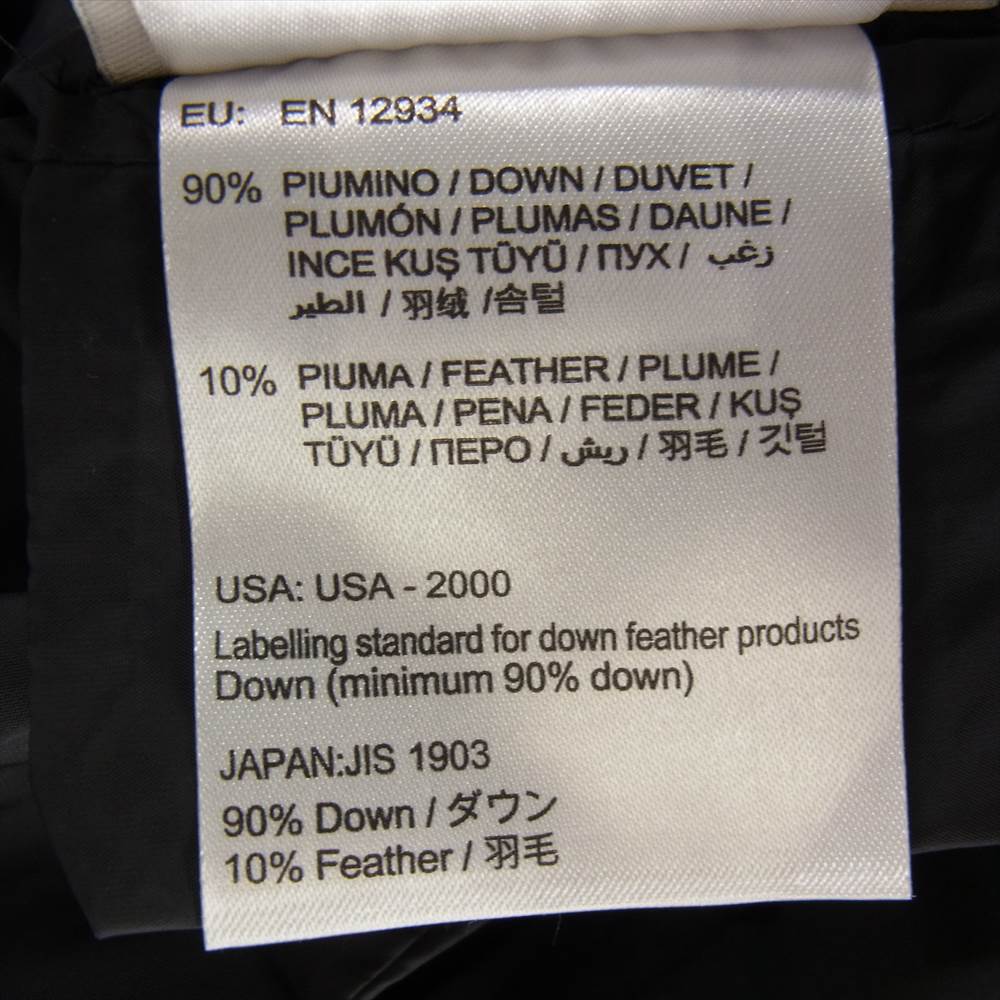 EU: EN 12934
90% PIUMINO / DOWN / DUVET /
PLUMÓN / PLUMAS / DAUNE /
INCE KUŞ TÜYÜ / ПУХ / زغب
الطير / 羽绒 /솜털
10% PIUMA / FEATHER / PLUME /
PLUMA / PENA / FEDER / KUŞ
TÜYÜ / ПЕРО / ريش / 羽毛 / 깃털
USA: USA - 2000
Labelling standard for down feather products
Down (minimum 90% down)
JAPAN:JIS 1903
90% Down / ダウン
10% Feather / 羽毛